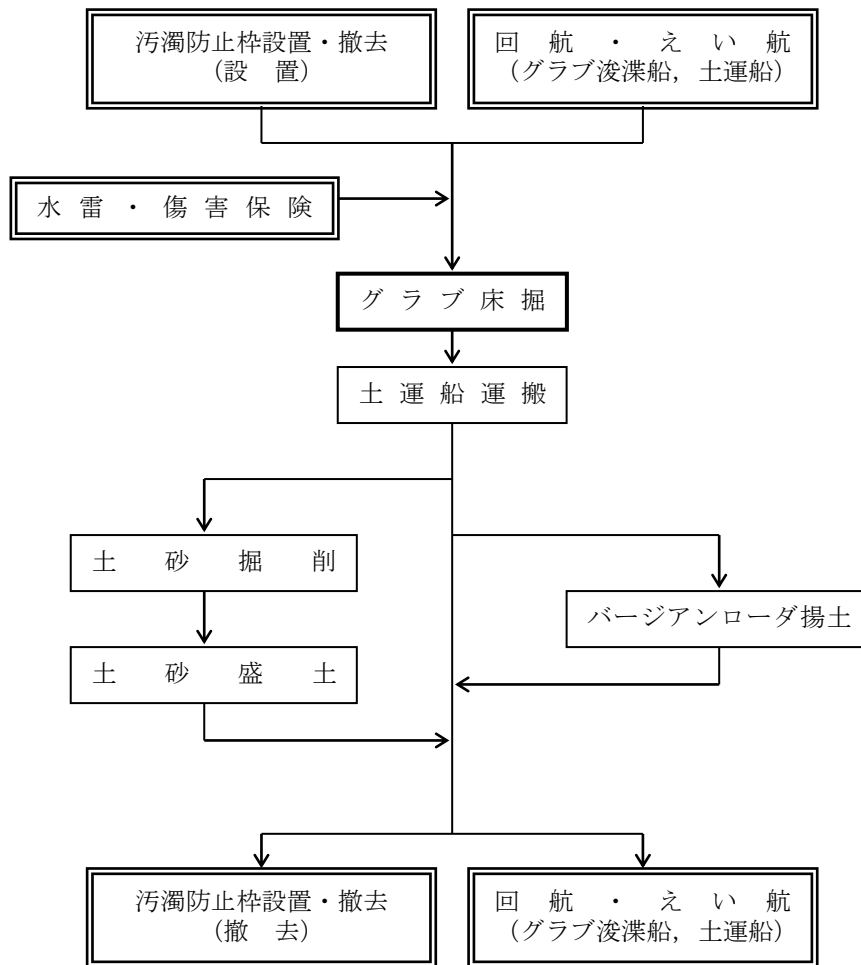 汚濁防止枠設置・撤去
(設　置)
回　航　・　え　い　航
(グラブ浚渫船，土運船)
水　雷　・　傷　害　保　険
グ　ラ　ブ　床　掘
土　運　船　運　搬
土　砂　掘　削
バージアンローダ揚土
土　砂　盛　土
汚濁防止枠設置・撤去
(撤　去)
回　航　・　え　い　航
(グラブ浚渫船，土運船)